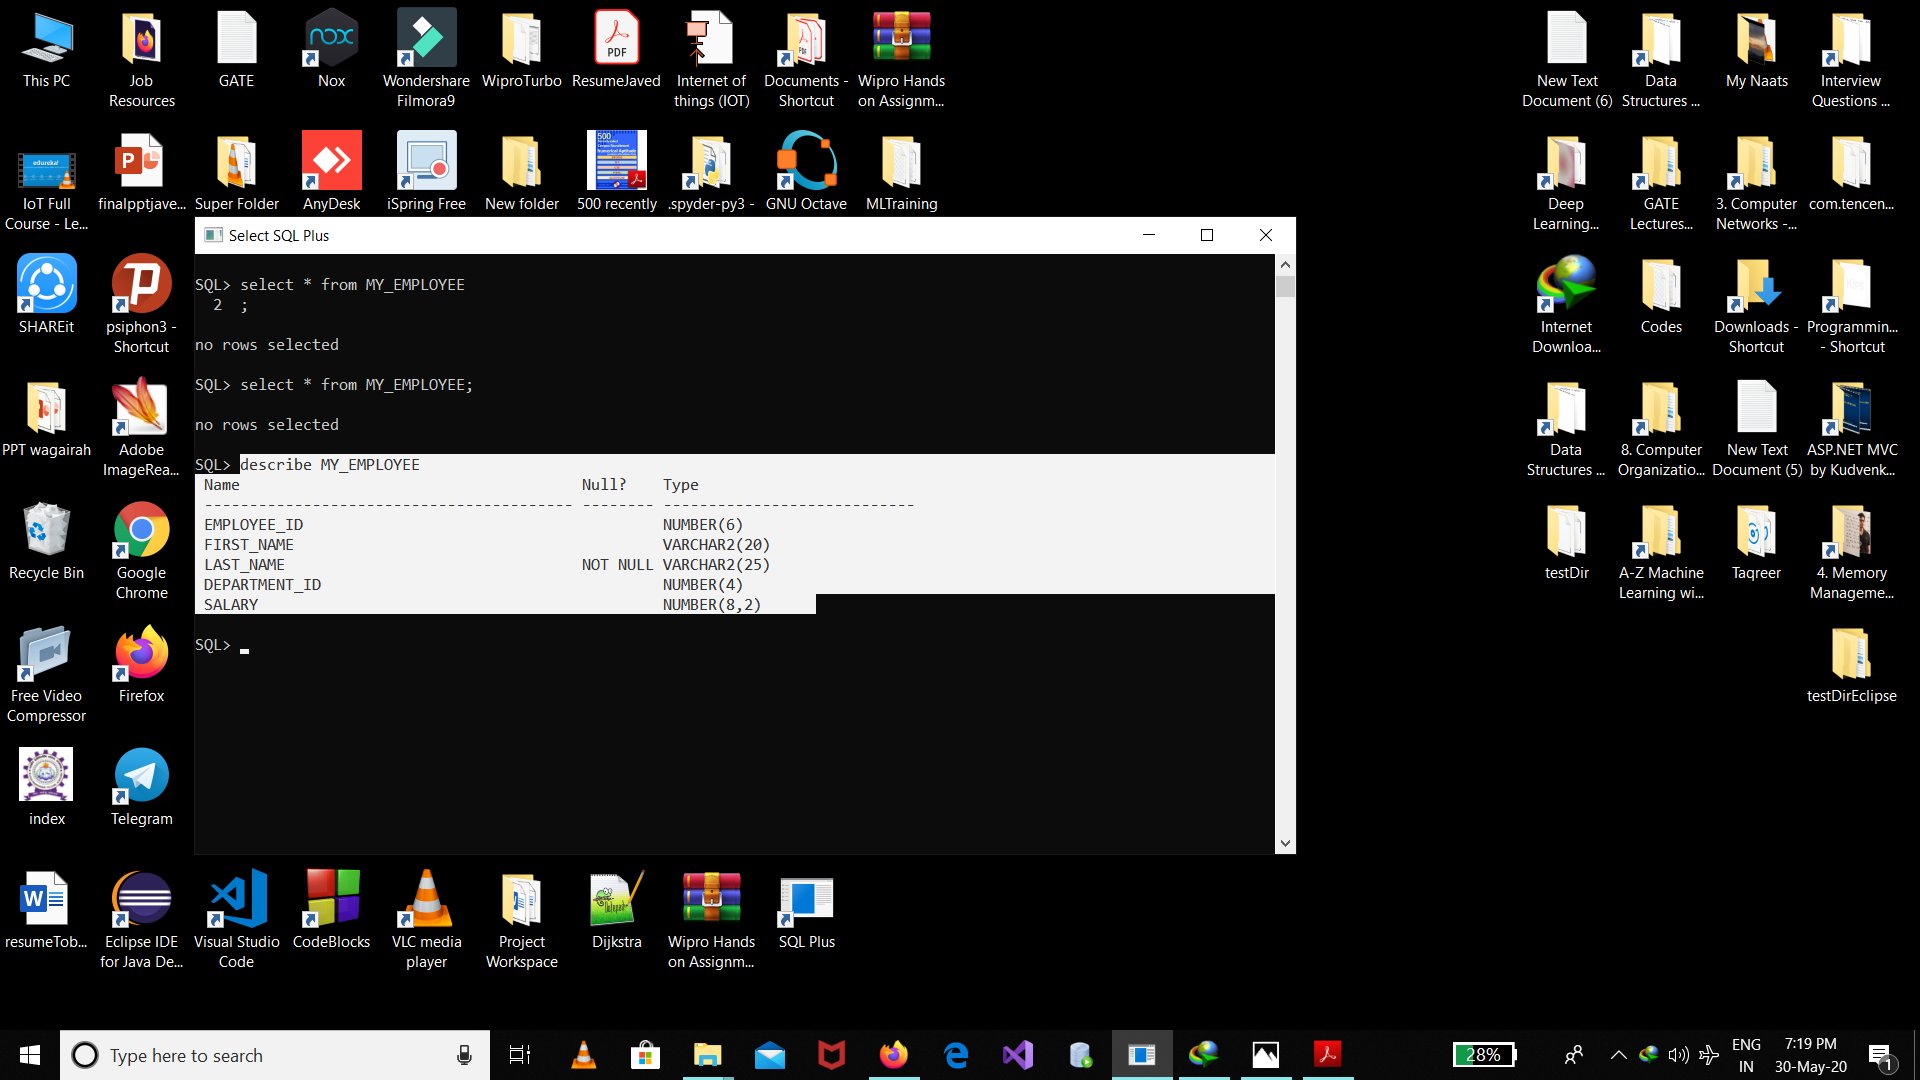 This PC
Job
Resources
GATE
Nox
Wondershare
Filmora9
WiproTurbo
ResumeJaved
Internet of
things (IOT)
Documents -
Shortcut
Wipro Hands
on Assignm...
New Text
Document (6)
Data
Structures ...
My Naats
Interview
Questions ...
IoT Full
Course - Le...
finalpptjave...
Super Folder
AnyDesk
iSpring Free
New folder
500 recently
.spyder-py3 -
GNU Octave
MLTraining
Deep
Learning...
GATE
Lectures...
3. Computer
Networks -...
com.tencen...
Select SQL Plus
SQL> select * from MY_EMPLOYEE
2 ;
no rows selected
SQL> select * from MY_EMPLOYEE;
no rows selected
SQL> describe MY_EMPLOYEE
Name Null? Type
----------------------------------------- -------- ----------------------------
EMPLOYEE_ID NUMBER(6)
FIRST_NAME VARCHAR2(20)
LAST_NAME NOT NULL VARCHAR2(25)
DEPARTMENT_ID NUMBER(4)
SALARY NUMBER(8,2)
SQL>
SHAREit
psiphon3 -
Shortcut
Internet
Downloa...
Codes
Downloads -
Shortcut
Programmin...
- Shortcut
PPT wagairah
Adobe
ImageRea...
Data
Structures ...
8. Computer
Organizatio...
New Text
Document (5)
ASP.NET MVC
by Kudvenk...
Recycle Bin
Google
Chrome
testDir
A-Z Machine
Learning wi...
Taqreer
4. Memory
Manageme...
Free Video
Compressor
Firefox
testDirEclipse
index
Telegram
resumeTob...
Eclipse IDE
for Java De...
Visual Studio
Code
CodeBlocks
VLC media
player
Project
Workspace
Dijkstra
Wipro Hands
on Assignm...
SQL Plus
Type here to search
28%
ENG
IN
7:19 PM
30-May-20
1